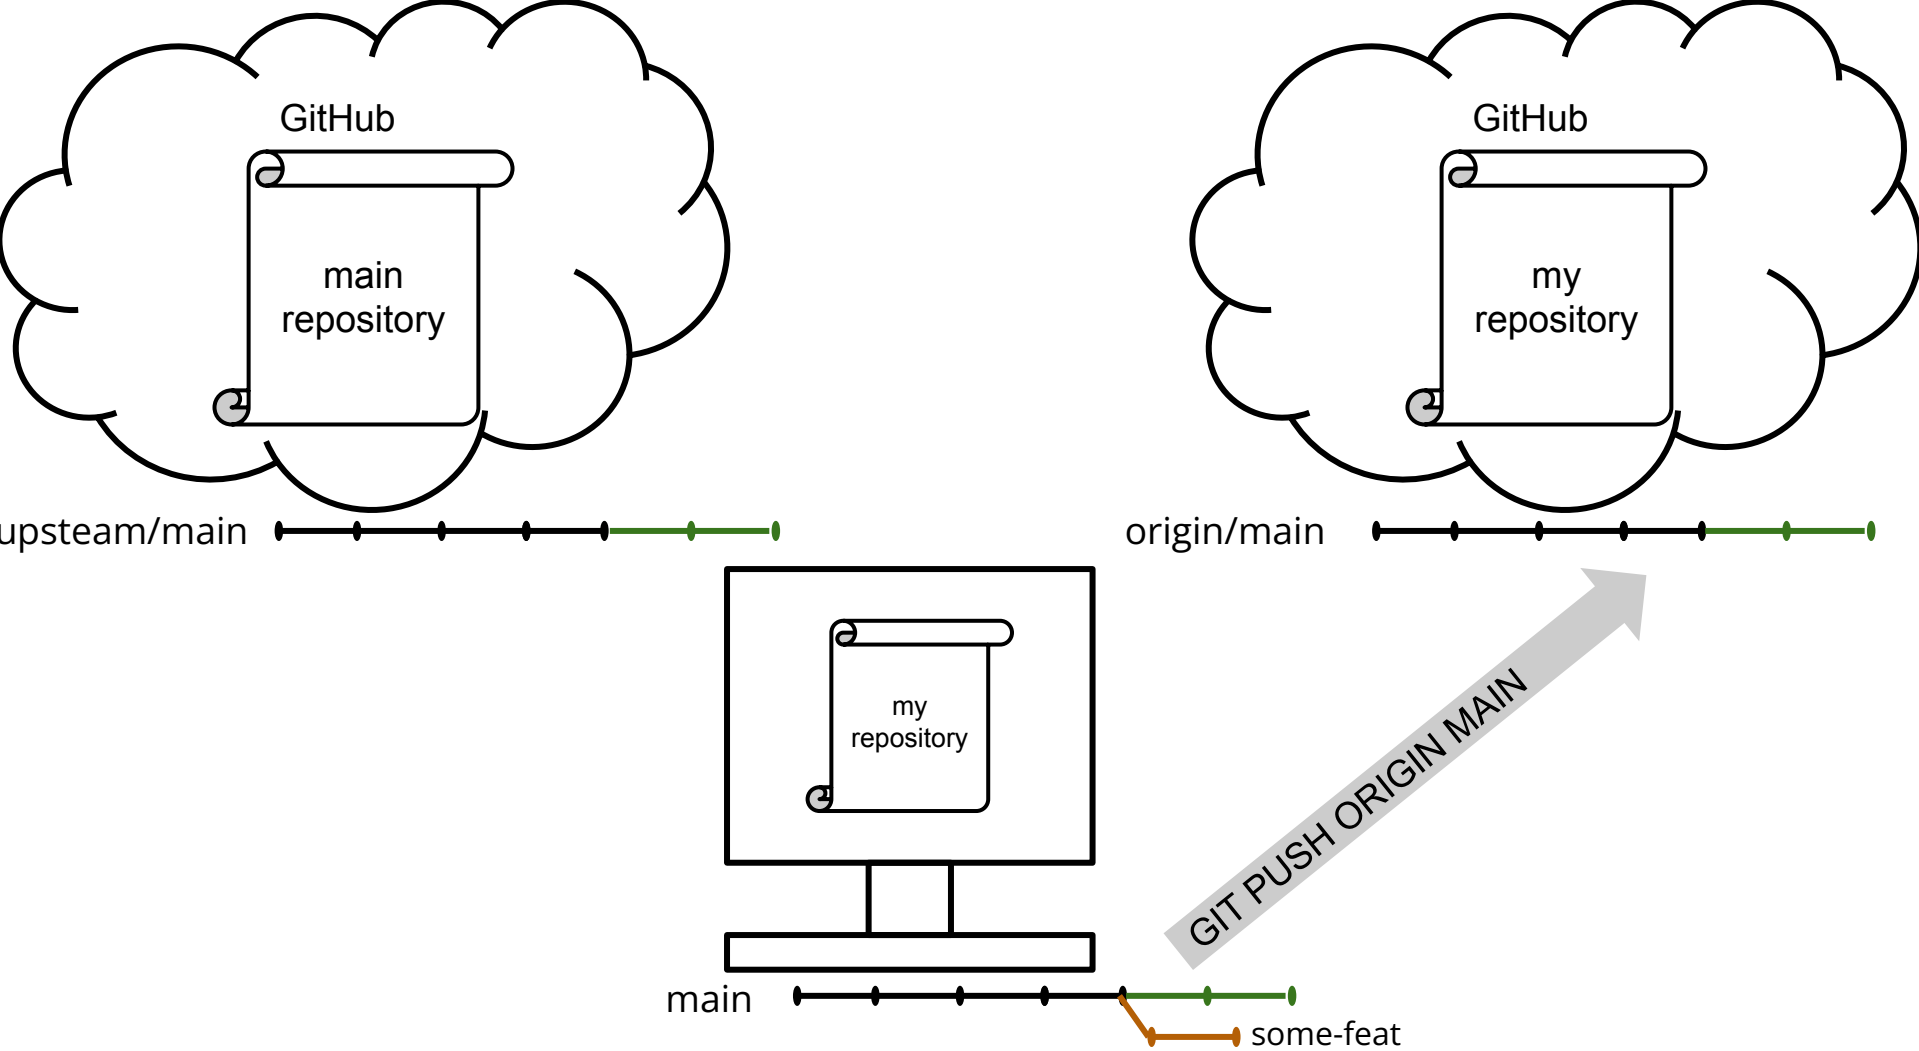 GitHub
main
repository
GitHub
my
repository
upsteam/main
origin/main
my
repository
GIT PUSH ORIGIN MAIN
main
some-feat